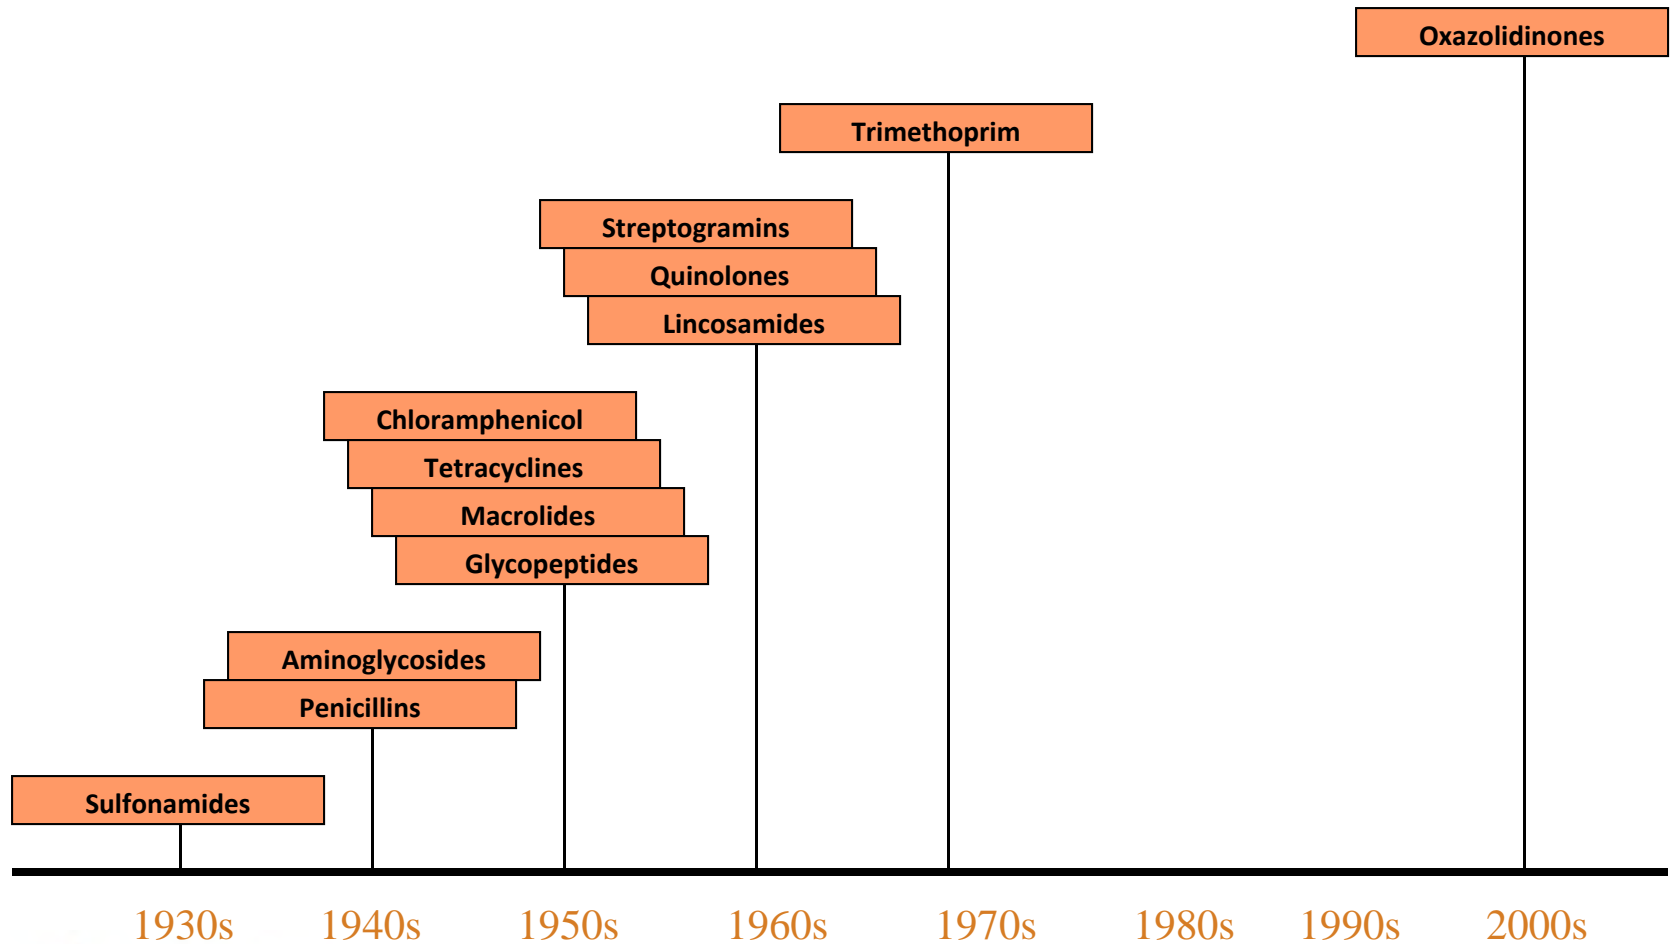 Oxazolidinones
Trimethoprim
Streptogramins
Quinolones
Lincosamides
Chloramphenicol
Tetracyclines
Macrolides
Glycopeptides
Aminoglycosides
Penicillins
Sulfonamides
1930s 1940s 1950s 1960s 1970s 1980s 1990s 2000s